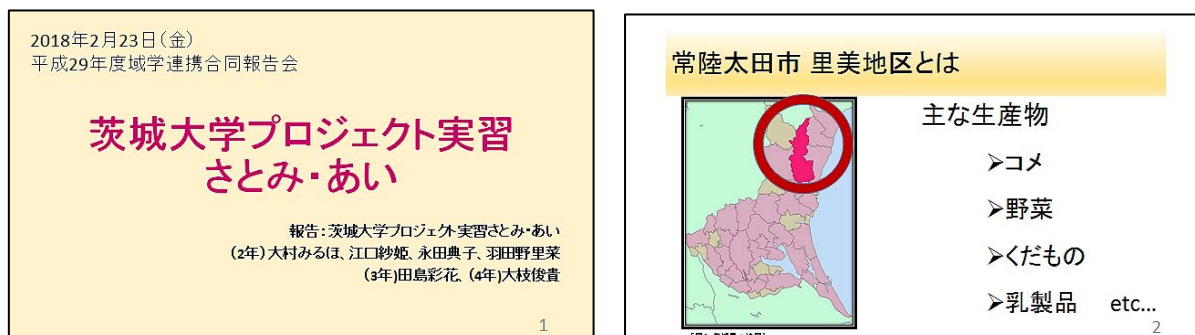 2018年2月23日(金)
平成29年度域学連携合同報告会
茨城大学プロジェクト実習
さとみ・あい
報告:茨城大学プロジェクト実習さとみ・あい
(2年)大村みるほ、江口紗姫、永田典子、羽田野里菜
(3年)田島彩花、(4年)大枝俊貴
1
常陸太田市 里美地区とは
主な生産物
➢コメ
➢野菜
➢くだもの
➢乳製品 etc…
2